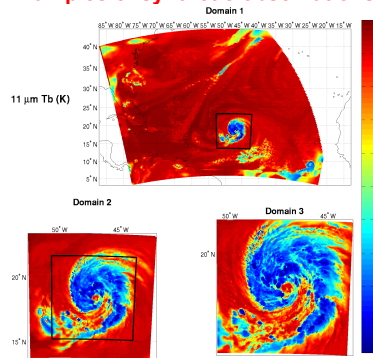 Domain 1
85° W 80° W 75° W 70° W 65° W 60° W 55° W 50° W 45° W 40° W 35° W 30° W 25° W 20° W 15° W
40° N
35° N
30° N
25° N
20° N
15° N
10° N
5° N
11 μm Tb (K)
Domain 2
50° W 45° W
20° N
15° N
Domain 3
50° W 45° W
20° N